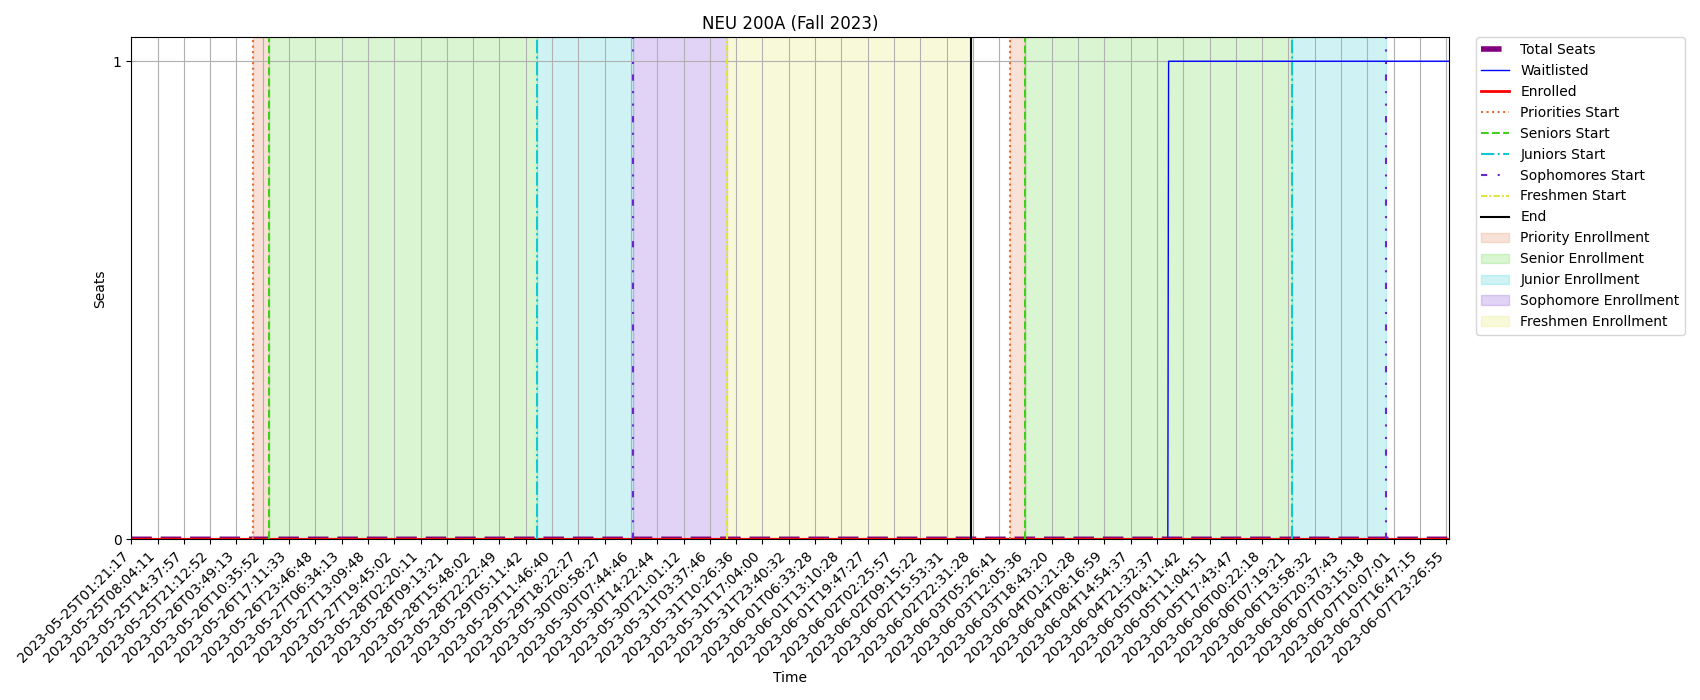 NEU 200A (Fall 2023)
Seats
1
0
2023-05-25T01:21:17
2023-05-25T08:04:11
2023-05-25T14:37:57
2023-05-25T21:12:52
2023-05-26T03:49:13
2023-05-26T10:35:52
2023-05-26T17:11:33
2023-05-26T23:46:48
2023-05-27T06:34:13
2023-05-27T13:09:48
2023-05-27T19:45:02
2023-05-28T02:20:11
2023-05-28T09:13:21
2023-05-28T15:48:02
2023-05-28T22:22:49
2023-05-29T05:11:42
2023-05-29T11:46:40
2023-05-29T18:22:27
2023-05-30T00:58:27
2023-05-30T07:44:46
2023-05-30T14:22:44
2023-05-30T21:01:12
2023-05-31T03:37:46
2023-05-31T10:26:36
2023-05-31T17:04:00
2023-05-31T23:40:32
2023-06-01T06:33:28
2023-06-01T13:10:28
2023-06-01T19:47:27
2023-06-02T02:25:57
2023-06-02T09:15:22
2023-06-02T15:53:31
2023-06-02T22:31:28
2023-06-03T05:26:41
2023-06-03T12:05:36
2023-06-03T18:43:20
2023-06-04T01:21:28
2023-06-04T08:16:59
2023-06-04T14:54:37
2023-06-04T21:32:37
2023-06-05T04:11:42
2023-06-05T11:04:51
2023-06-05T17:43:47
2023-06-06T00:22:18
2023-06-06T07:19:21
2023-06-06T13:58:32
2023-06-06T20:37:43
2023-06-07T03:15:18
2023-06-07T10:07:01
2023-06-07T16:47:15
2023-06-07T23:26:55
Time
Total Seats
Waitlisted
Enrolled
Priorities Start
Seniors Start
Juniors Start
Sophomores Start
Freshmen Start
End
Priority Enrollment
Senior Enrollment
Junior Enrollment
Sophomore Enrollment
Freshmen Enrollment